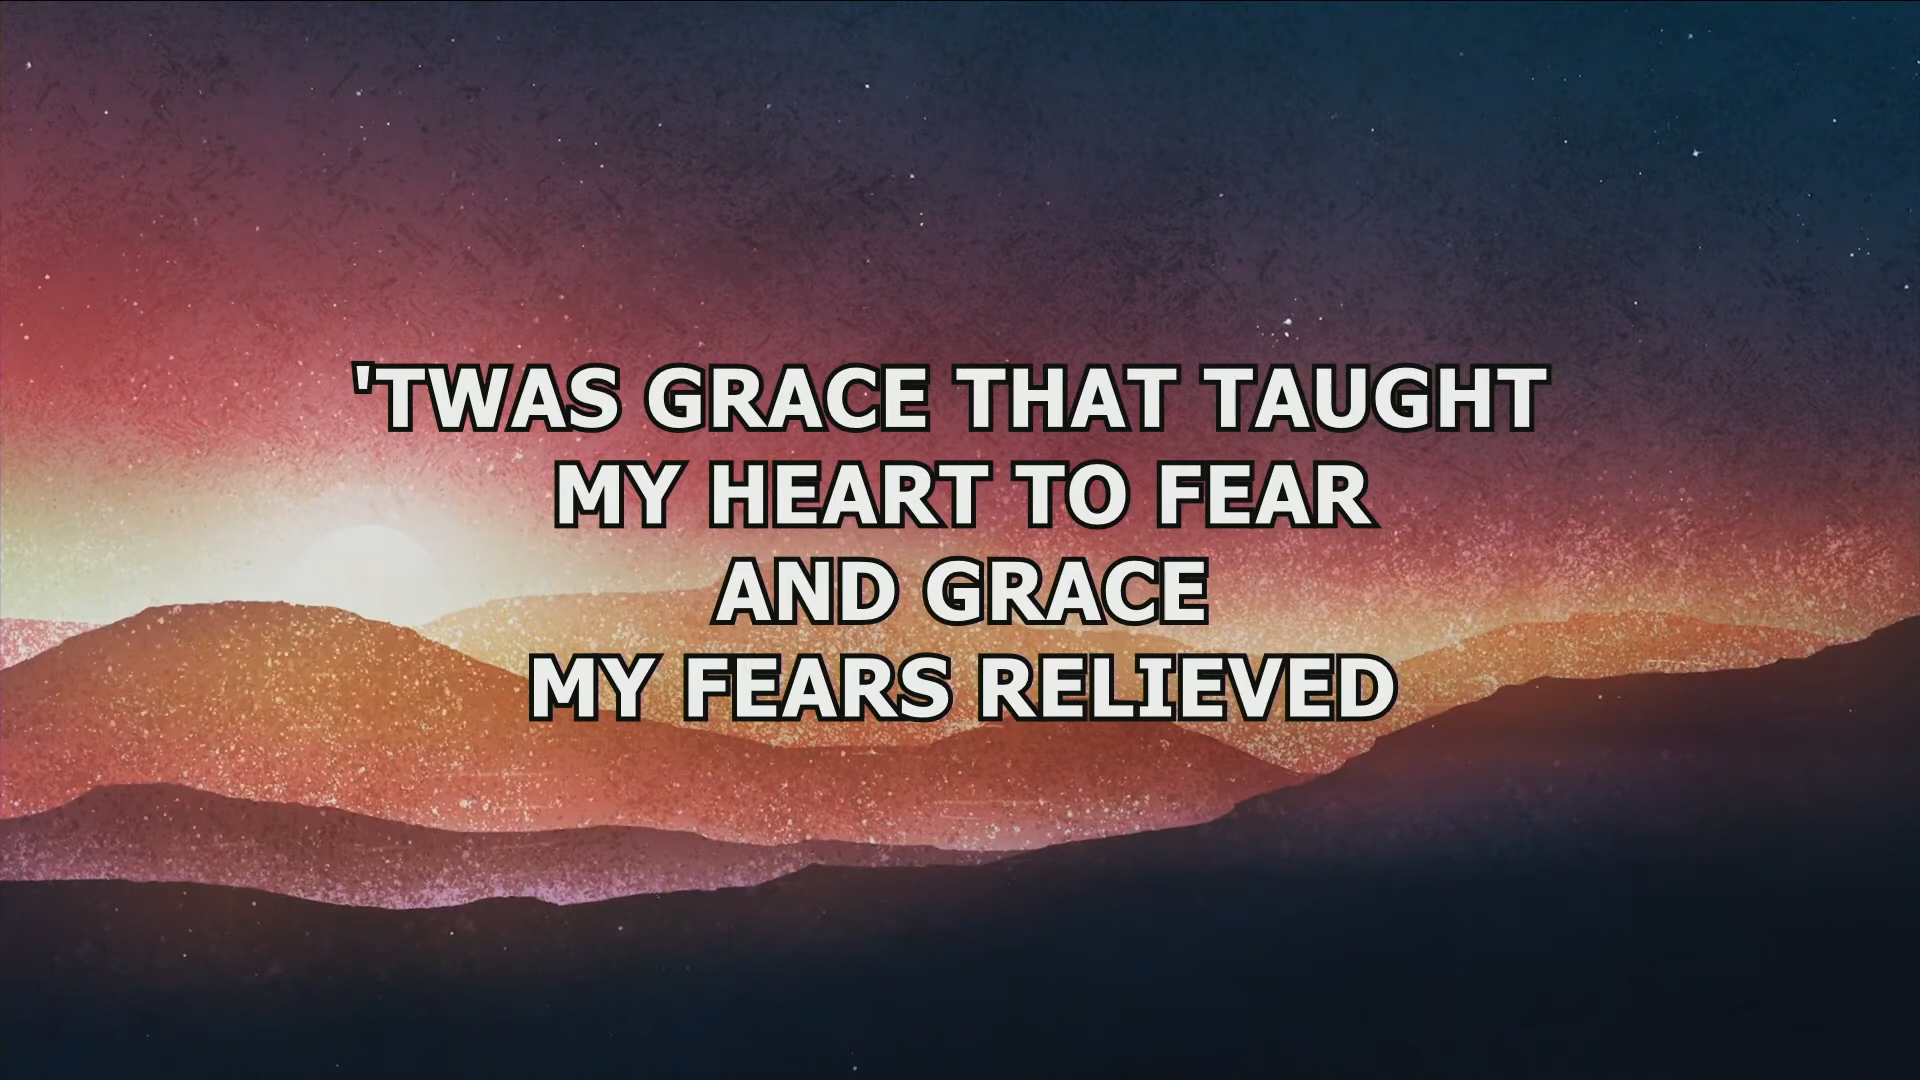 'TWAS GRACE THAT TAUGHT
MY HEART TO FEAR
AND GRACE
MY FEARS RELIEVED